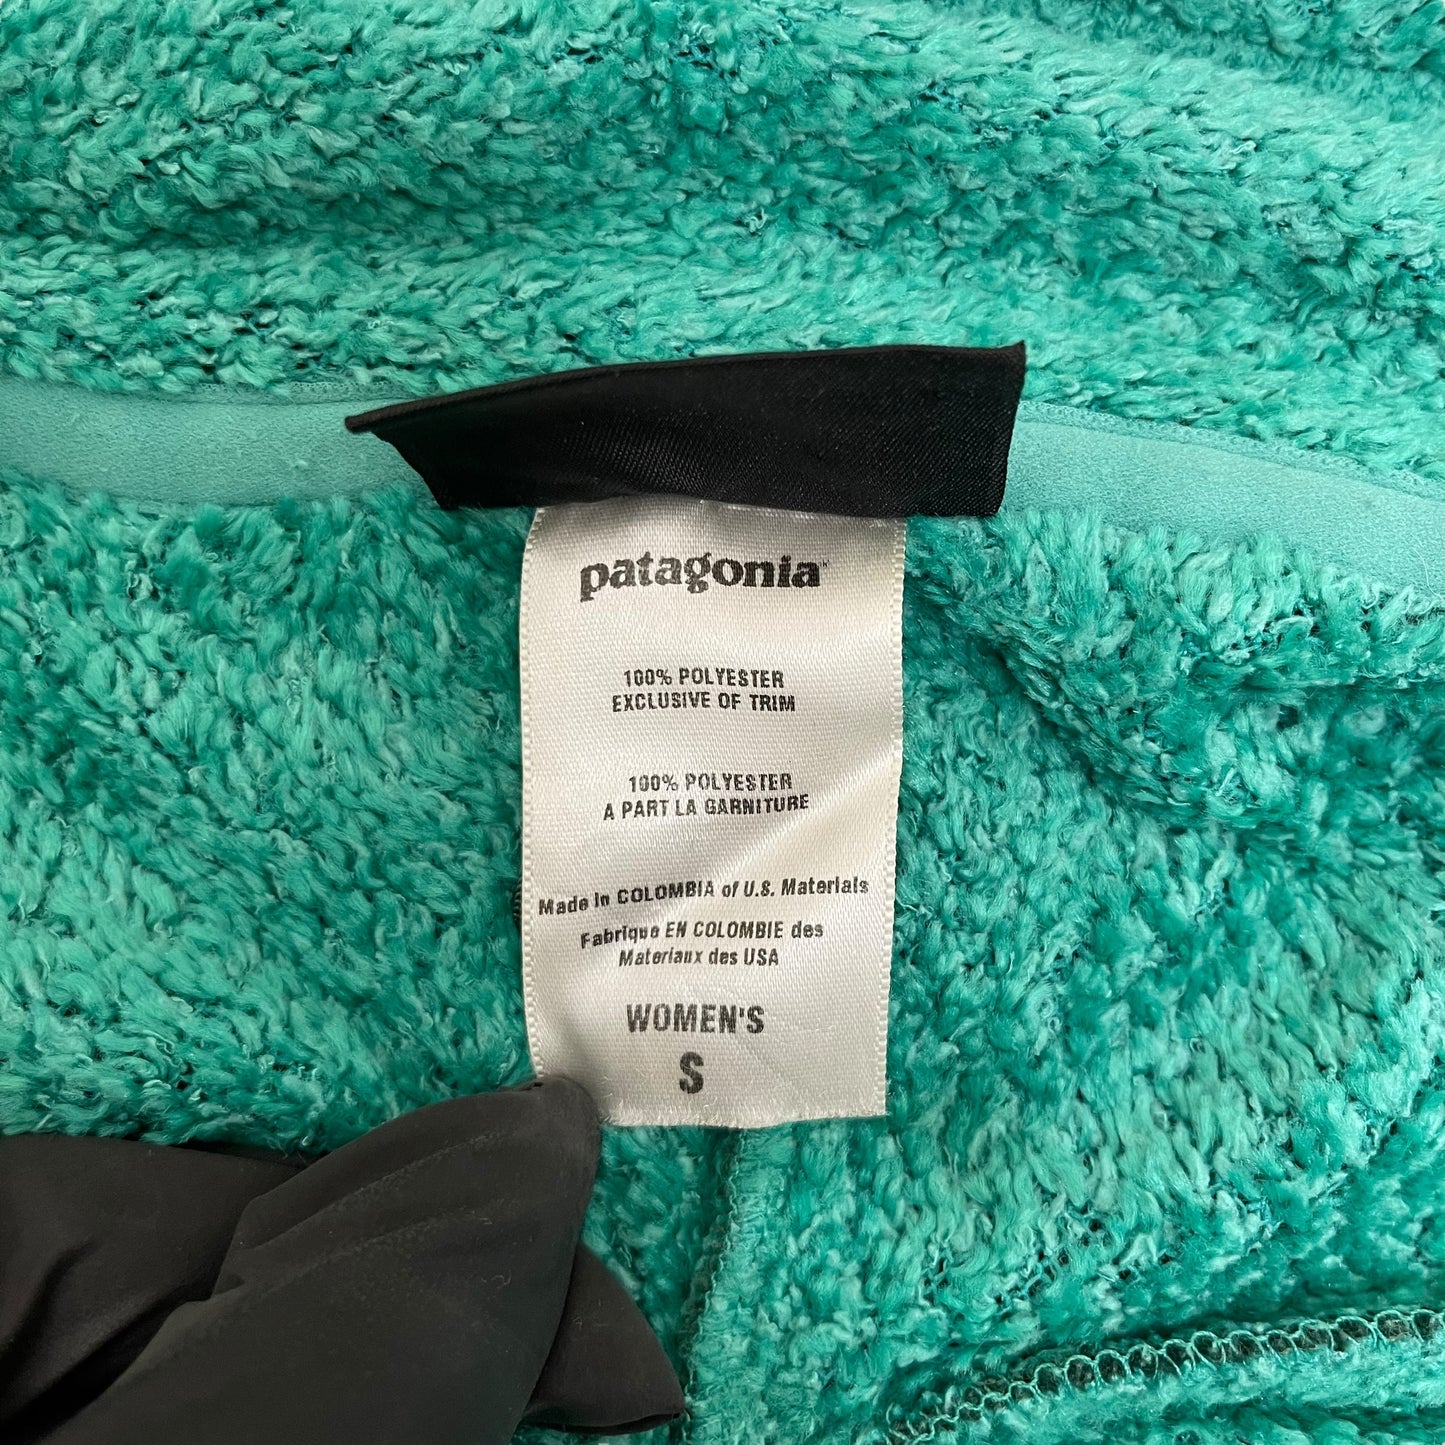 patagonia
100% POLYESTER
EXCLUSIVE OF TRIM
100% POLYESTER
A PART LA GARNITURE
Made in COLOMBIA of U.S. Materials
Fabrique EN COLOMBIE des
Materiaux des USA
WOMEN'S
S